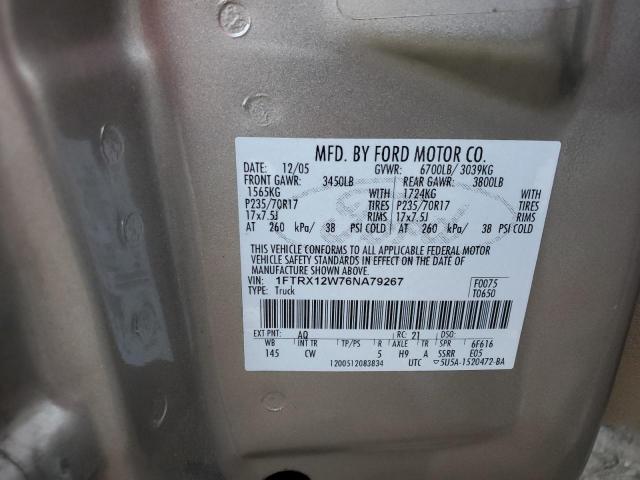 MFD. BY FORD MOTOR CO.
DATE: 12/05 GVWR: 6700LB/ 3039KG
FRONT GAWR: 3450LB REAR GAWR: 3800LB
1565KG WITH 1724KG WITH
P235/70R17 TIRES P235/70R17 TIRES
17x7.5J RIMS 17x7.5J RIMS
AT 260 kPa/ 38 PSI COLD AT 260 kPa/ 38 PSI COLD
THIS VEHICLE CONFORMS TO ALL APPLICABLE FEDERAL MOTOR
VEHICLE SAFETY STANDARDS IN EFFECT ON THE DATE OF
MANUFACTURE SHOWN ABOVE.
VIN: 1FTRX12W76NA79267 F0075
TYPE: Truck T0650
EXT PNT: AQ RC: 21 DSO:
WB INT TR TP/PS R AXLE TR SPR 6F616
145 CW 5 H9 A 5SRR E05
1200512083834 UTC 5U5A-1520472-BA